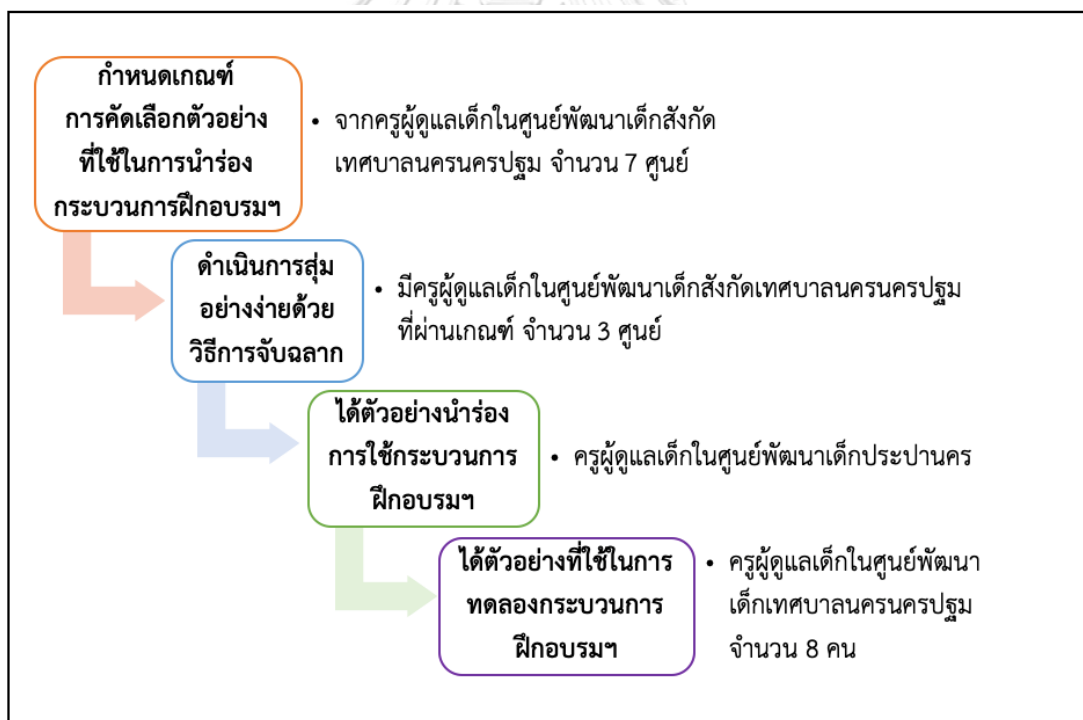 กำหนดเกณฑ์
การคัดเลือกตัวอย่าง
ที่ใช้ในการนำร่อง
กระบวนการฝึกอบรมฯ
• จากครูผู้ดูแลเด็กในศูนย์พัฒนาเด็กสังกัด
เทศบาลนครนครปฐม จำนวน 7 ศูนย์
ดำเนินการสุ่ม
อย่างง่ายด้วย
วิธีการจับฉลาก
• มีครูผู้ดูแลเด็กในศูนย์พัฒนาเด็กสังกัดเทศบาลนครนครปฐม
ที่ผ่านเกณฑ์ จำนวน 3 ศูนย์
ได้ตัวอย่างนำร่อง
การใช้กระบวนการ
ฝึกอบรมฯ
• ครูผู้ดูแลเด็กในศูนย์พัฒนาเด็กประปานคร
ได้ตัวอย่างที่ใช้ในการ
ทดลองกระบวนการ
ฝึกอบรมฯ
• ครูผู้ดูแลเด็กในศูนย์พัฒนา
เด็กเทศบาลนครนครปฐม
จำนวน 8 คน